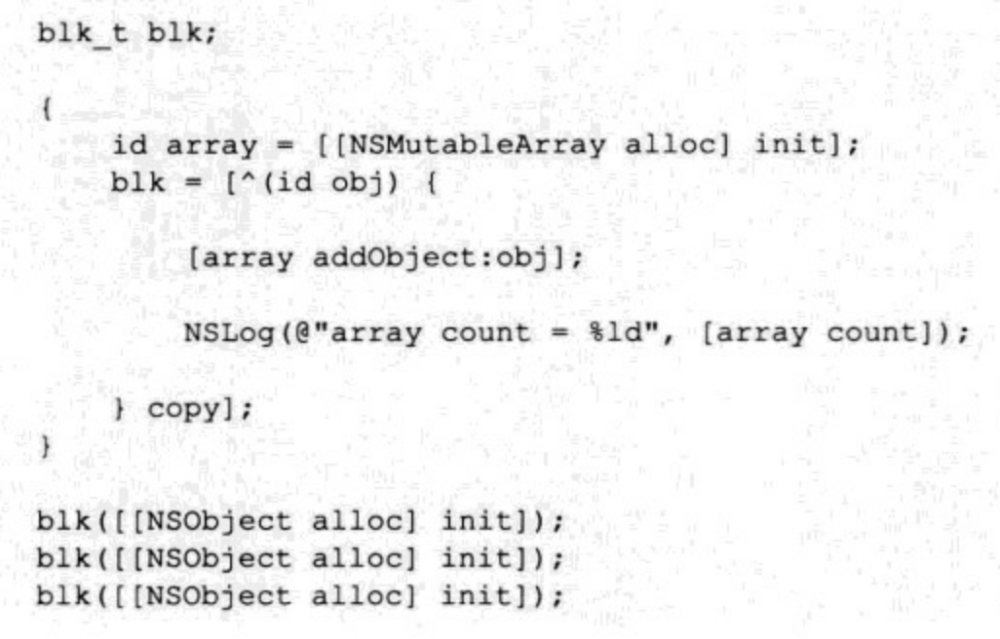 blk_t blk;
{
id array = [[NSMutableArray alloc] init];
blk = [^(id obj) {
[array addObject:obj];
NSLog(@"array count = %ld", [array count]);
} copy];
}
blk([[NSObject alloc] init]);
blk([[NSObject alloc] init]);
blk([[NSObject alloc] init]);